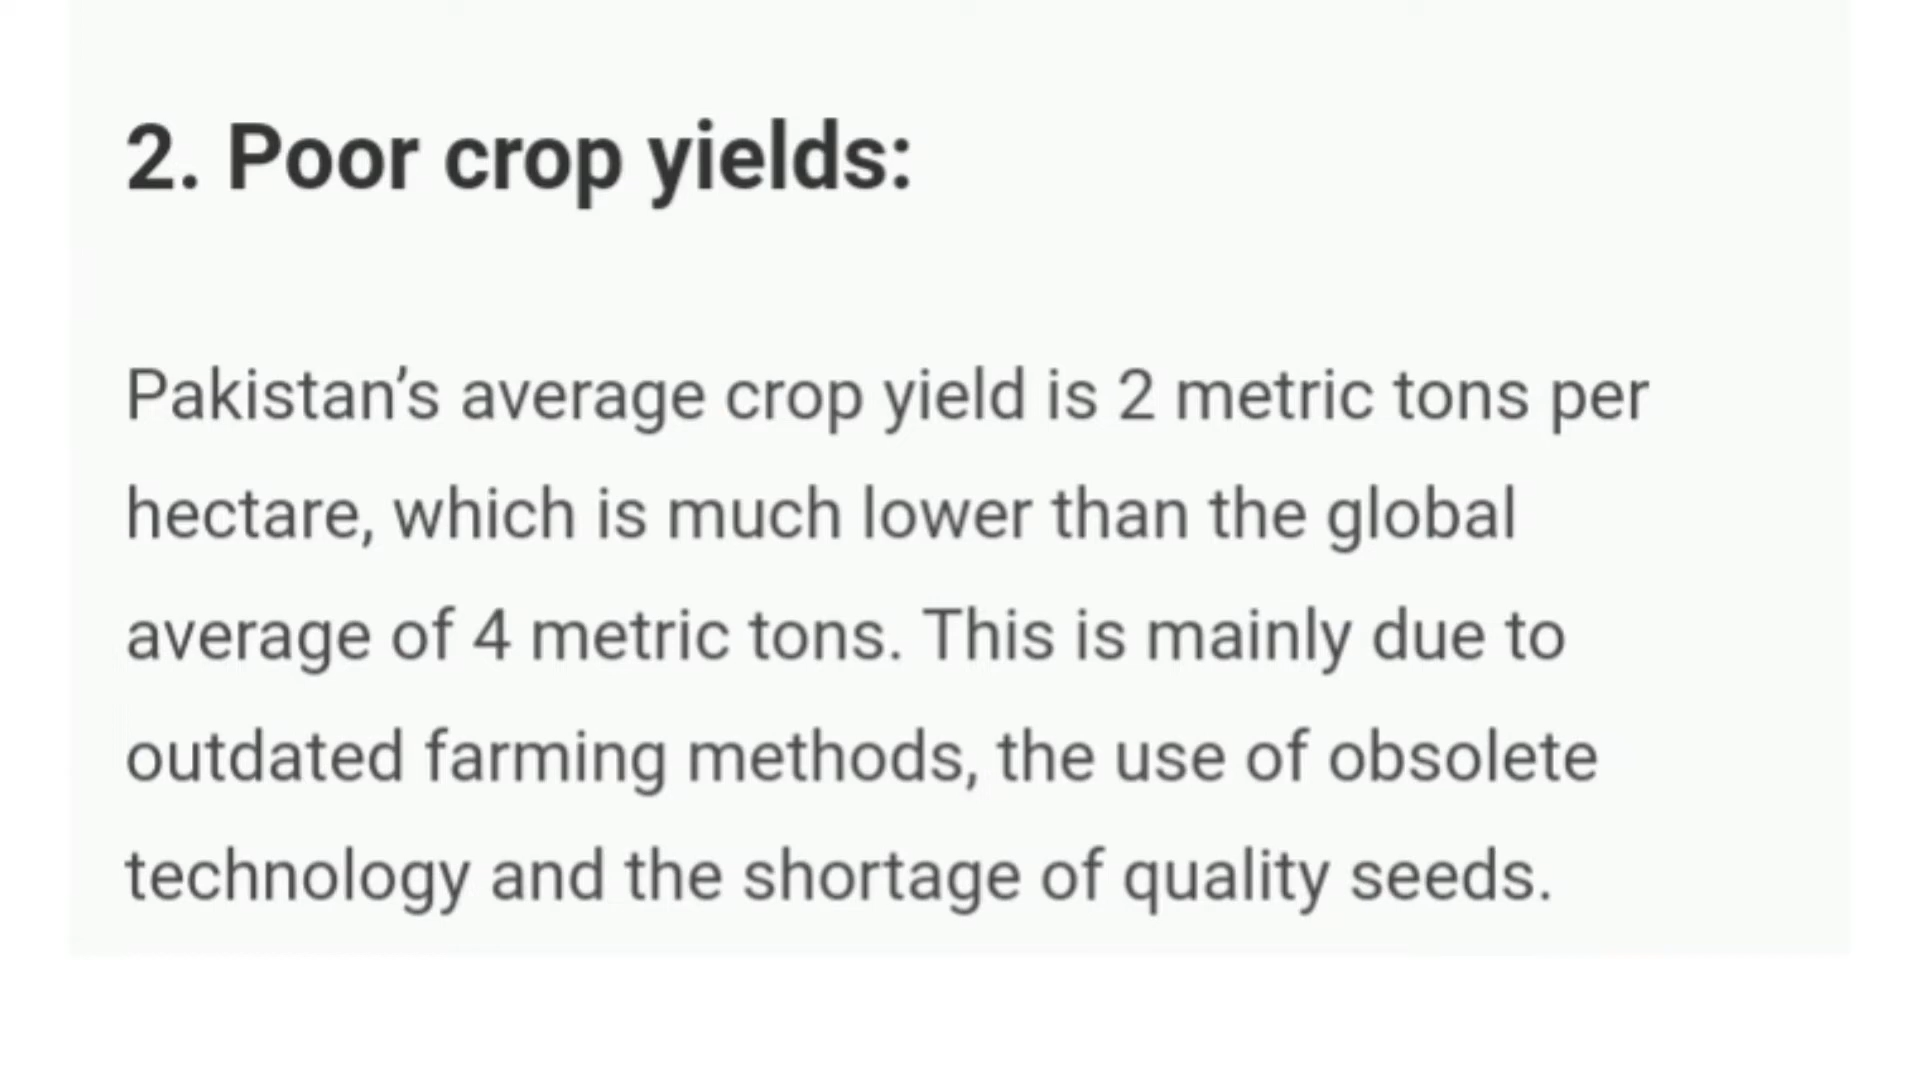 2. Poor crop yields:
Pakistan’s average crop yield is 2 metric tons per
hectare, which is much lower than the global
average of 4 metric tons. This is mainly due to
outdated farming methods, the use of obsolete
technology and the shortage of quality seeds.